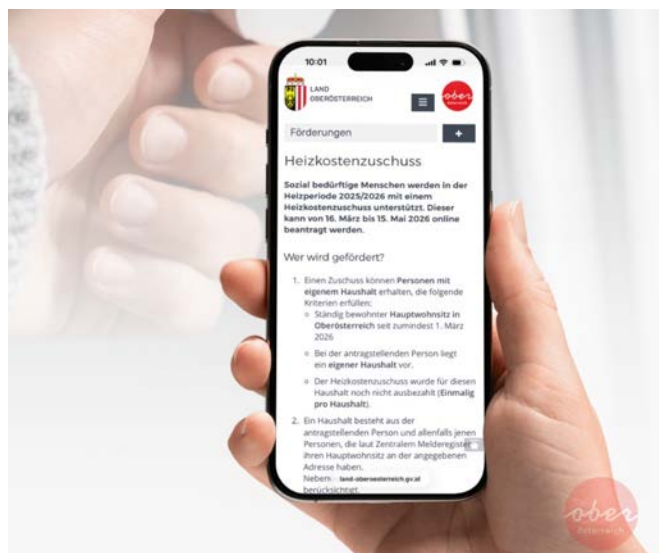 10:01
LAND
OBERÖSTERREICH
ober
österreich
Förderungen
+
Heizkostenzuschuss
Sozial bedürftige Menschen werden in der
Heizperiode 2025/2026 mit einem
Heizkostenzuschuss unterstützt. Dieser
kann von 16. März bis 15. Mai 2026 online
beantragt werden.
Wer wird gefördert?
1. Einen Zuschuss können Personen mit
eigenem Haushalt erhalten, die folgende
Kriterien erfüllen:
Ständig bewohnter Hauptwohnsitz in
Oberösterreich seit zumindest 1. März
2026
Bei der antragstellenden Person liegt
ein eigener Haushalt vor.
Der Heizkostenzuschuss wurde für diesen
Haushalt noch nicht ausbezahlt (Einmalig
pro Haushalt).
2. Ein Haushalt besteht aus der
antragstellenden Person und allenfalls jenen
Personen, die laut Zentralem Melderegister
ihren Hauptwohnsitz an der angegebenen
Adresse haben.
Neben
land-oberoesterreich.gv.at
berücksichtigt.
ober
österreich